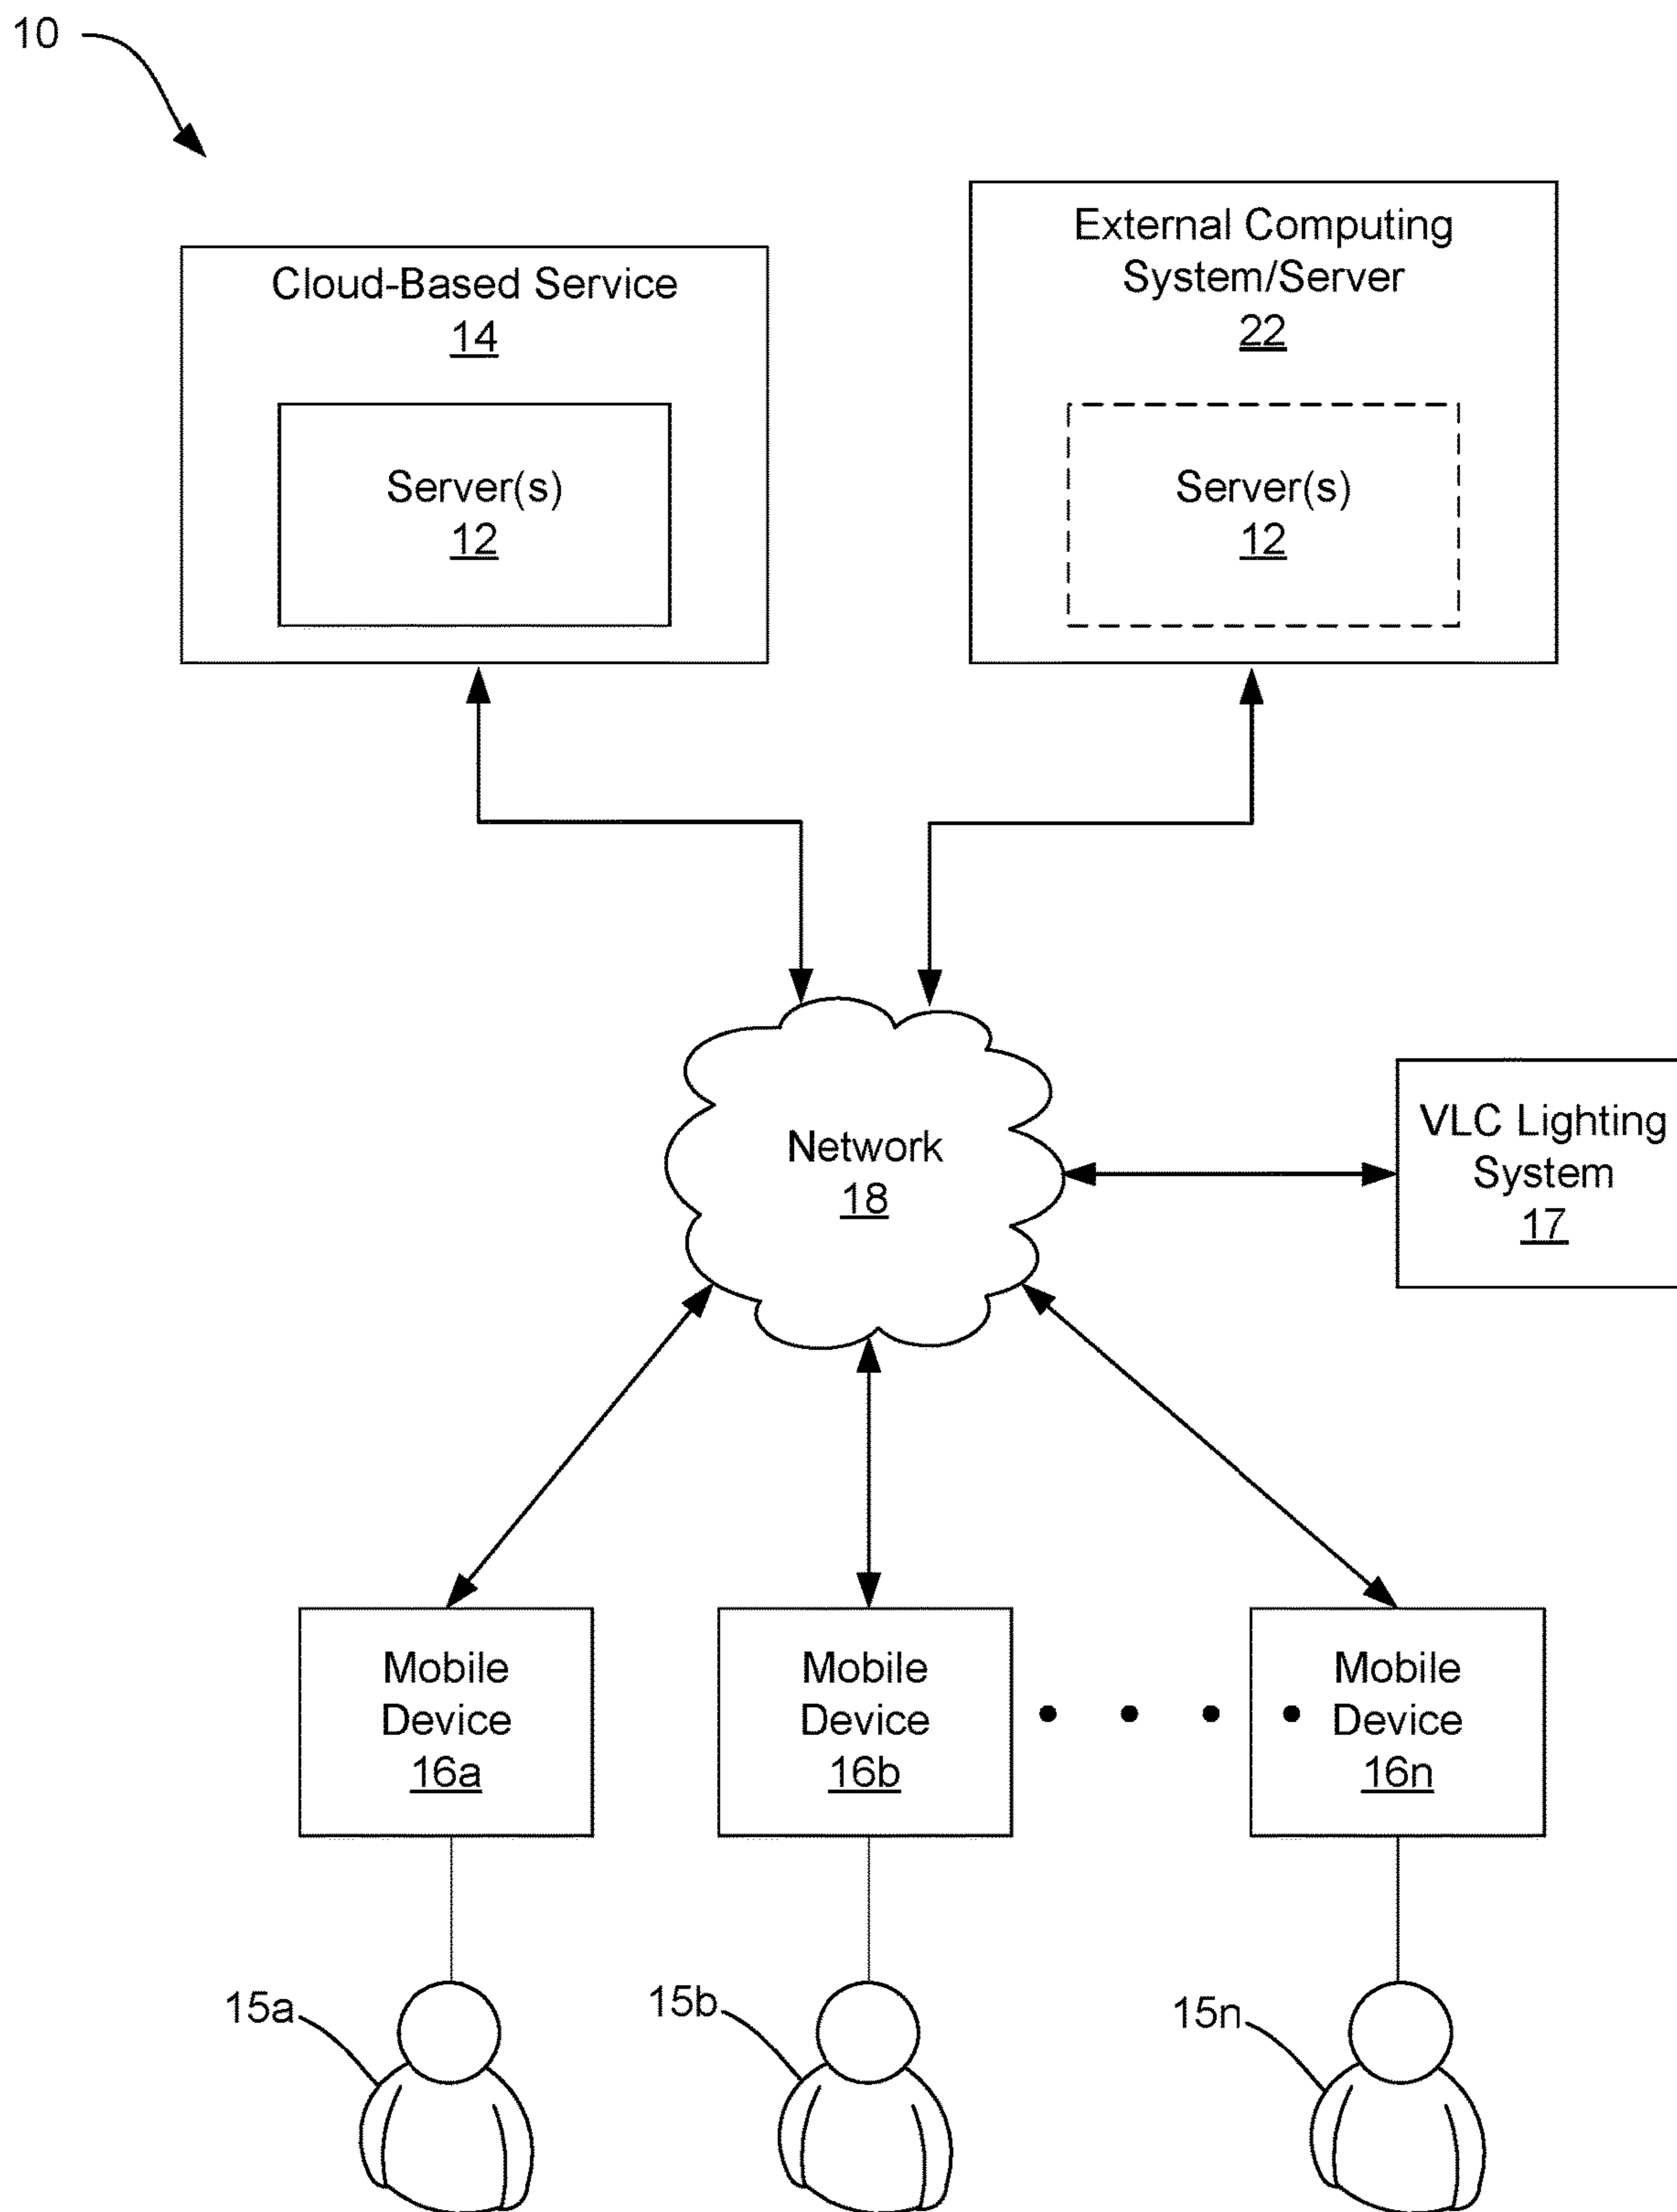 10
Cloud-Based Service
14
Server(s)
12
External Computing
System/Server
22
Server(s)
12
Network
18
VLC Lighting
System
17
Mobile
Device
16a
Mobile
Device
16b
Mobile
Device
16n
15a
15b
15n